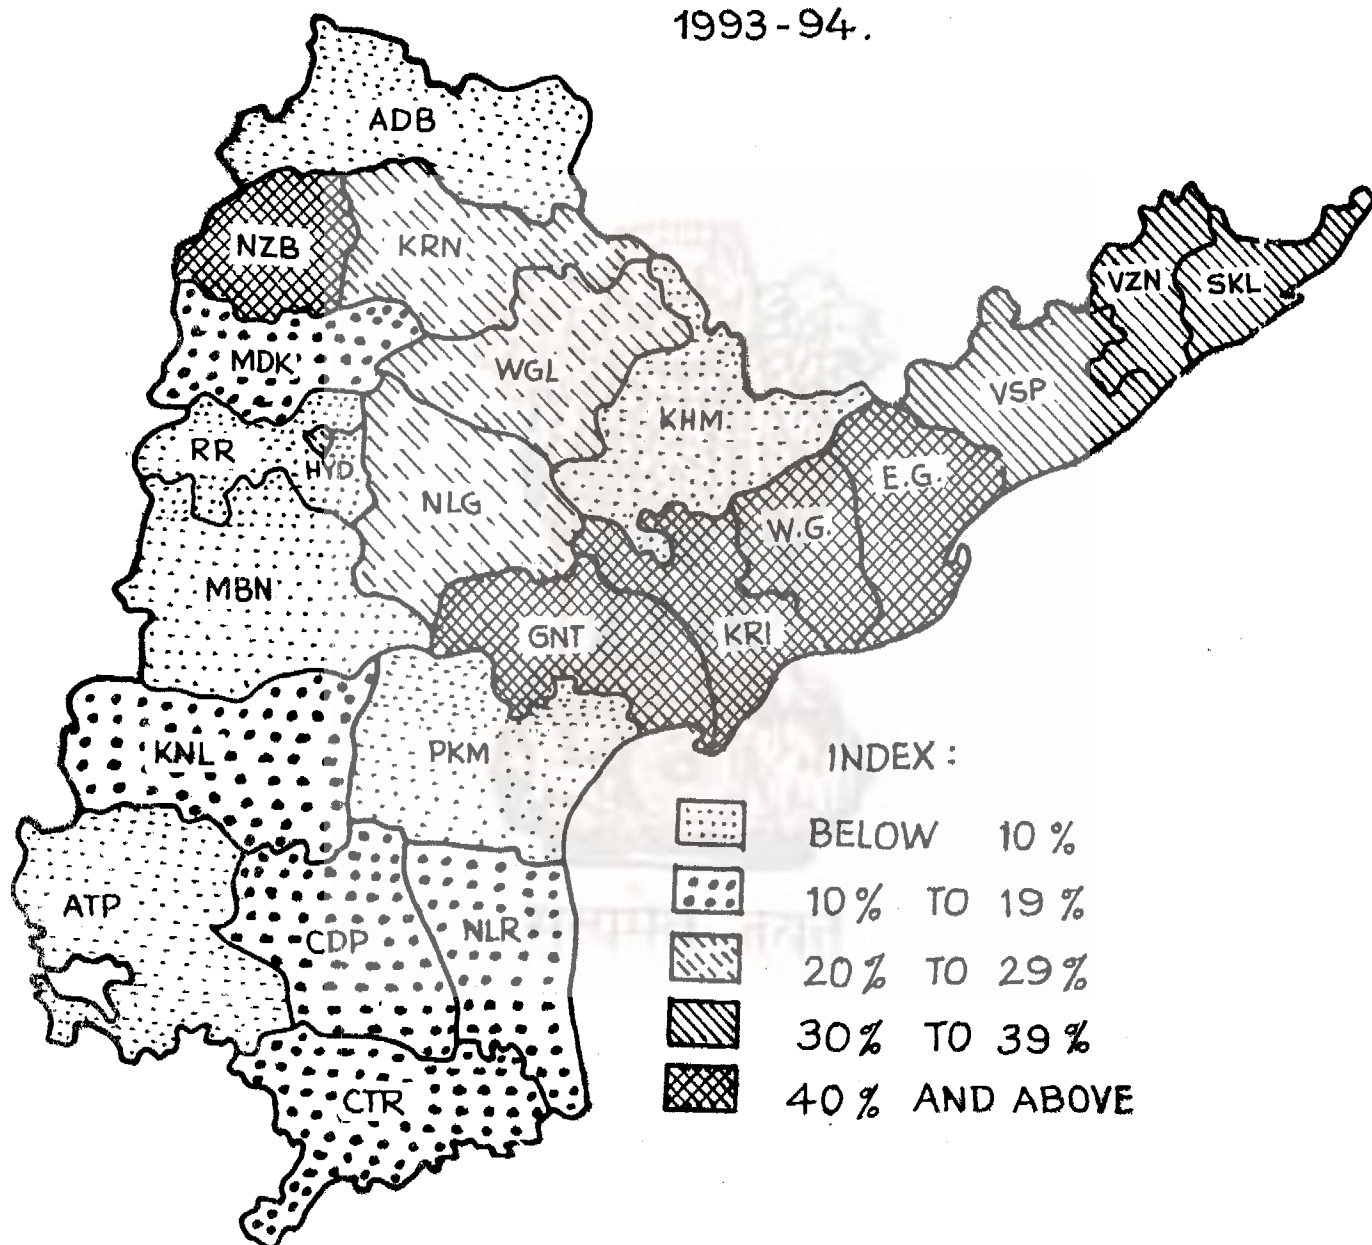 1993-94.
ADB
NZB
KRN
MDK
WGL
VZN
SKL
VSP
RR
HYD
KHM
E.G.
NLG
W.G.
MBN
GNT
KRI
KNL
PKM
ATP
CDP
NLR
CTR
INDEX :
BELOW 10 %
10 % TO 19 %
20 % TO 29 %
30 % TO 39 %
40 % AND ABOVE